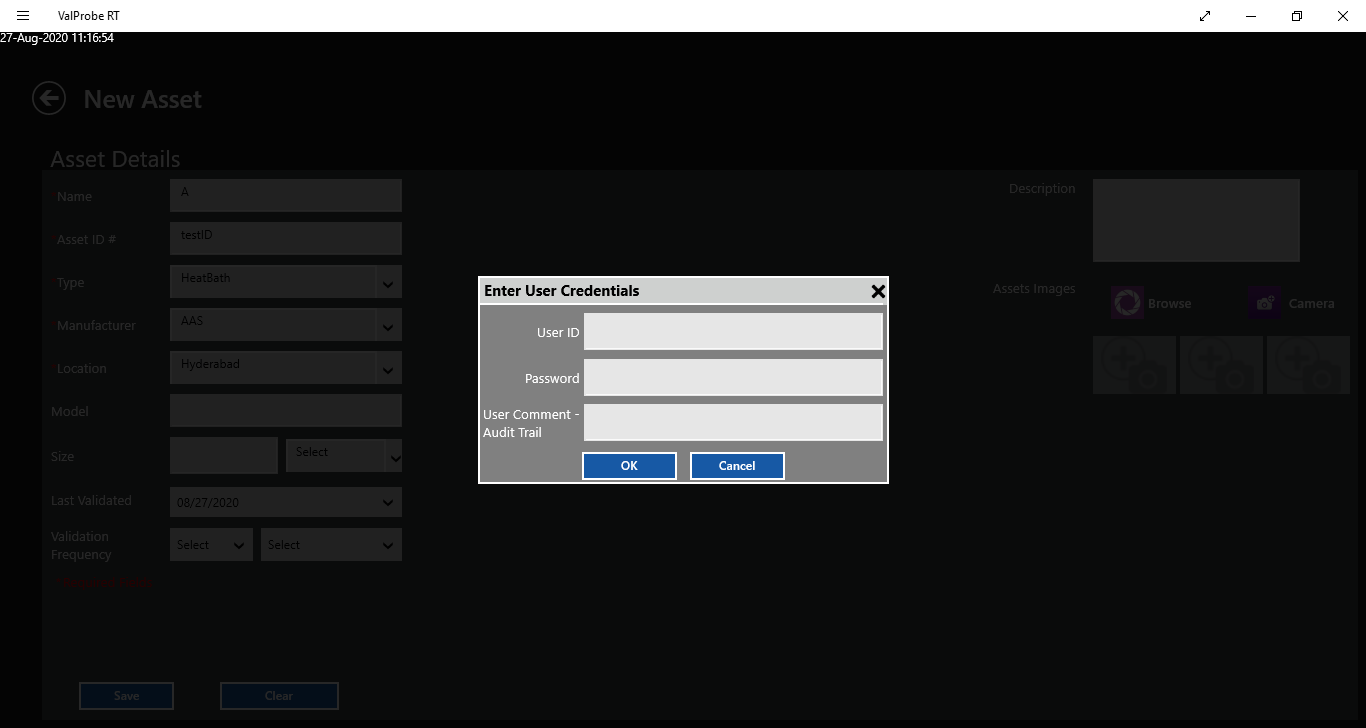 ValProbe RT
27-Aug-2020 11:16:54
New Asset
Asset Details
Name
A
Asset ID #
testID
Type
HeatBath
Manufacturer
AAS
Location
Hyderabad
Model
Size
Select
Last Validated
08/27/2020
Validation
Frequency
Select
Select
Save
Clear
Description
Assets Images
Browse
Camera
Enter User Credentials
User ID
Password
User Comment -
Audit Trail
OK
Cancel